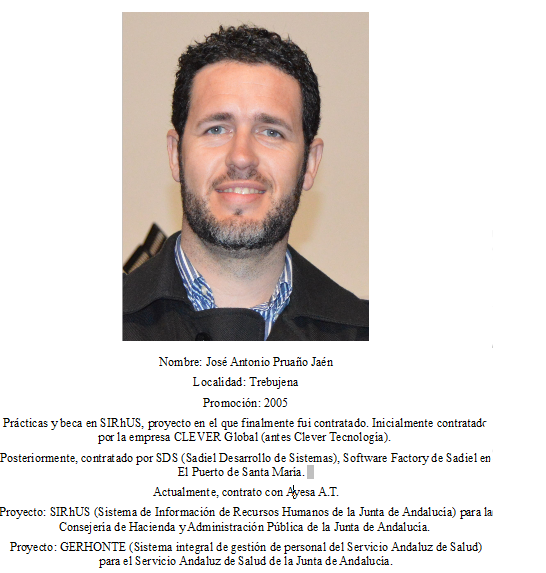 Nombre: José Antonio Pruaño Jaén
Localidad: Trebujena
Promoción: 2005
Prácticas y beca en SIRhUS, proyecto en el que finalmente fui contratado. Inicialmente contratado
por la empresa CLEVER Global (antes Clever Tecnología).
Posteriormente, contratado por SDS (Sadiel Desarrollo de Sistemas), Software Factory de Sadiel en
El Puerto de Santa Maria.
Actualmente, contrato con Ayesa A.T.
Proyecto: SIRhUS (Sistema de Información de Recursos Humanos de la Junta de Andalucia) para la
Consejería de Hacienda y Administración Pública de la Junta de Andalucía.
Proyecto: GERHONTE (Sistema integral de gestión de personal del Servicio Andaluz de Salud)
para el Servicio Andaluz de Salud de la Junta de Andalucía.